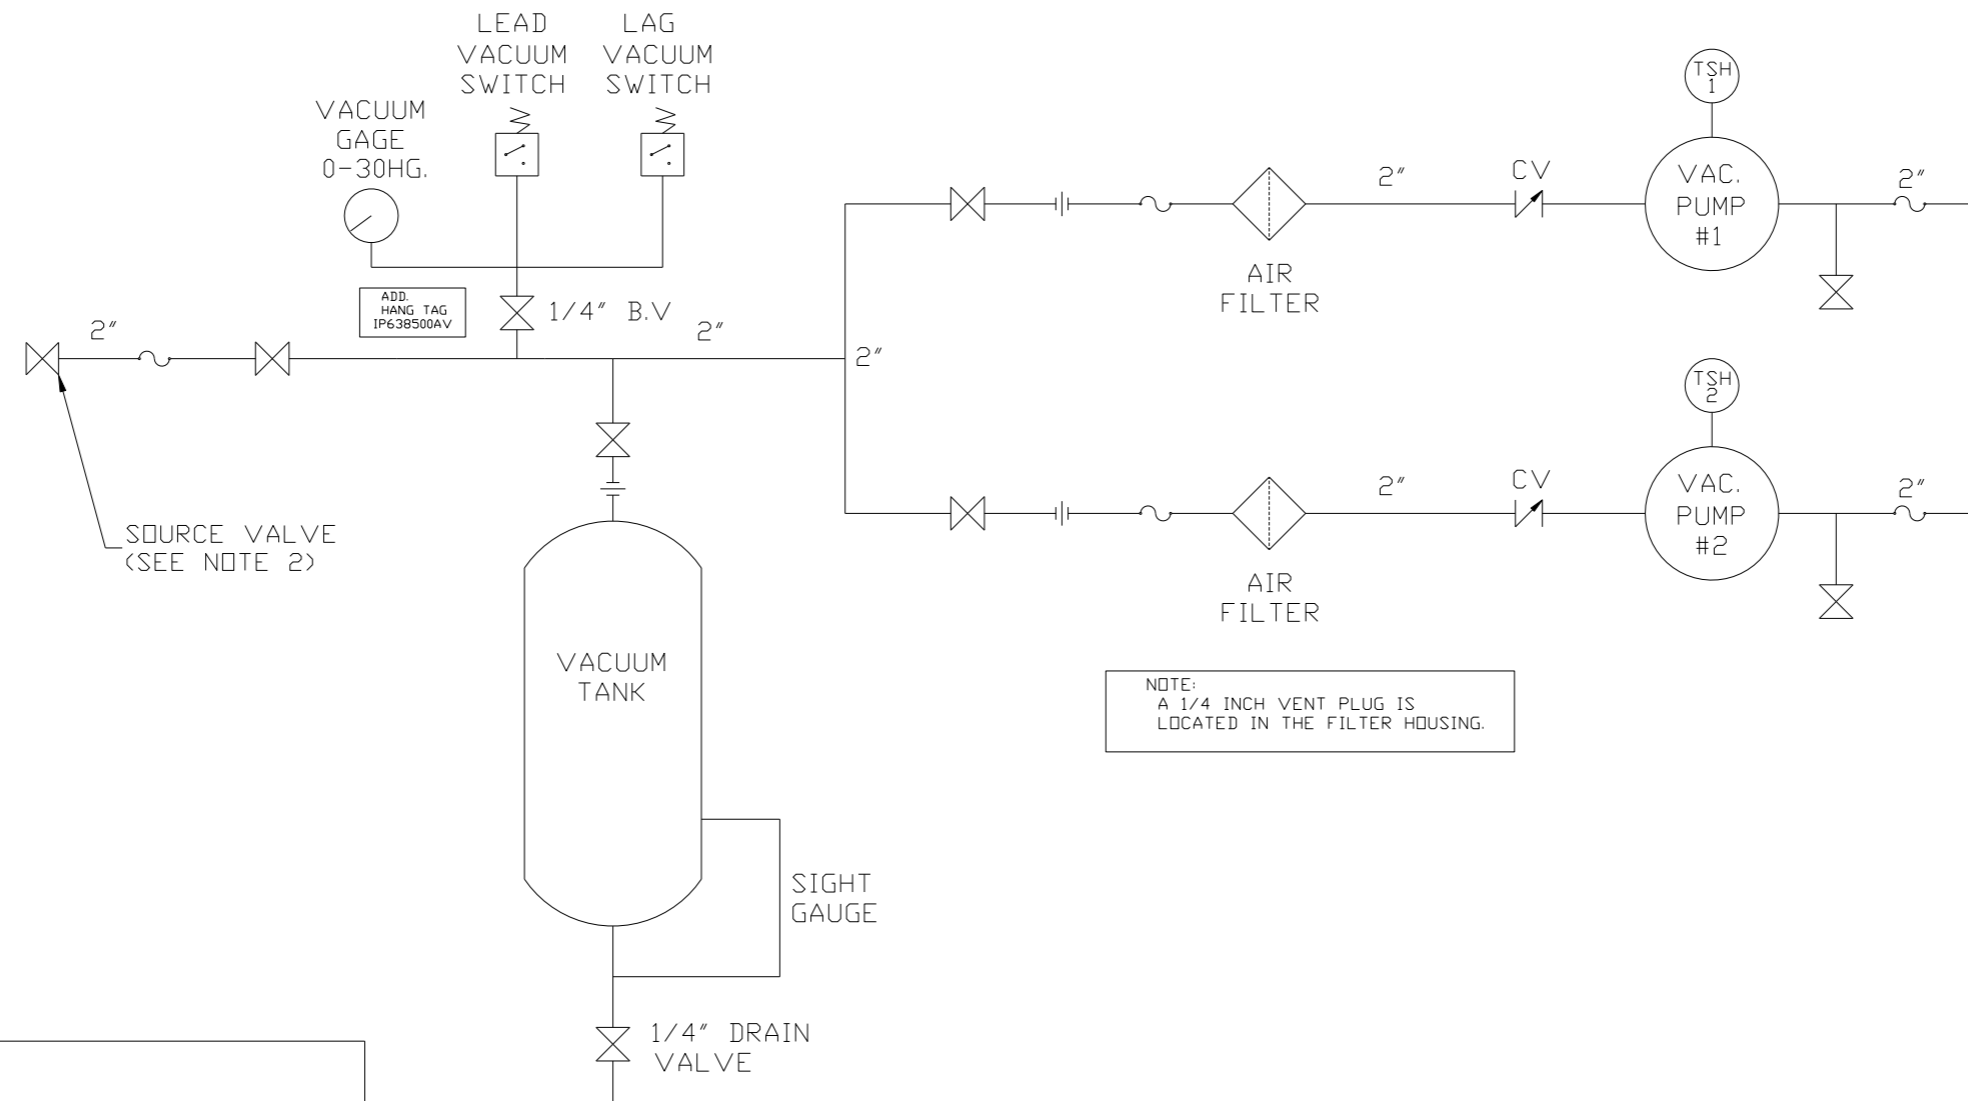 LEAD
VACUUM
SWITCH
LAG
VACUUM
SWITCH
VACUUM
GAGE
0-30HG.
TSH
1
VAC.
PUMP
#1
CV
2"
2"
AIR
FILTER
ADD.
HANG TAG
IP638500AV
1/4" B.V
2"
2"
2"
TSH
2
VAC.
PUMP
#2
CV
2"
2"
AIR
FILTER
SOURCE VALVE
(SEE NOTE 2)
VACUUM
TANK
NOTE:
A 1/4 INCH VENT PLUG IS
LOCATED IN THE FILTER HOUSING.
SIGHT
GAUGE
1/4" DRAIN
VALVE